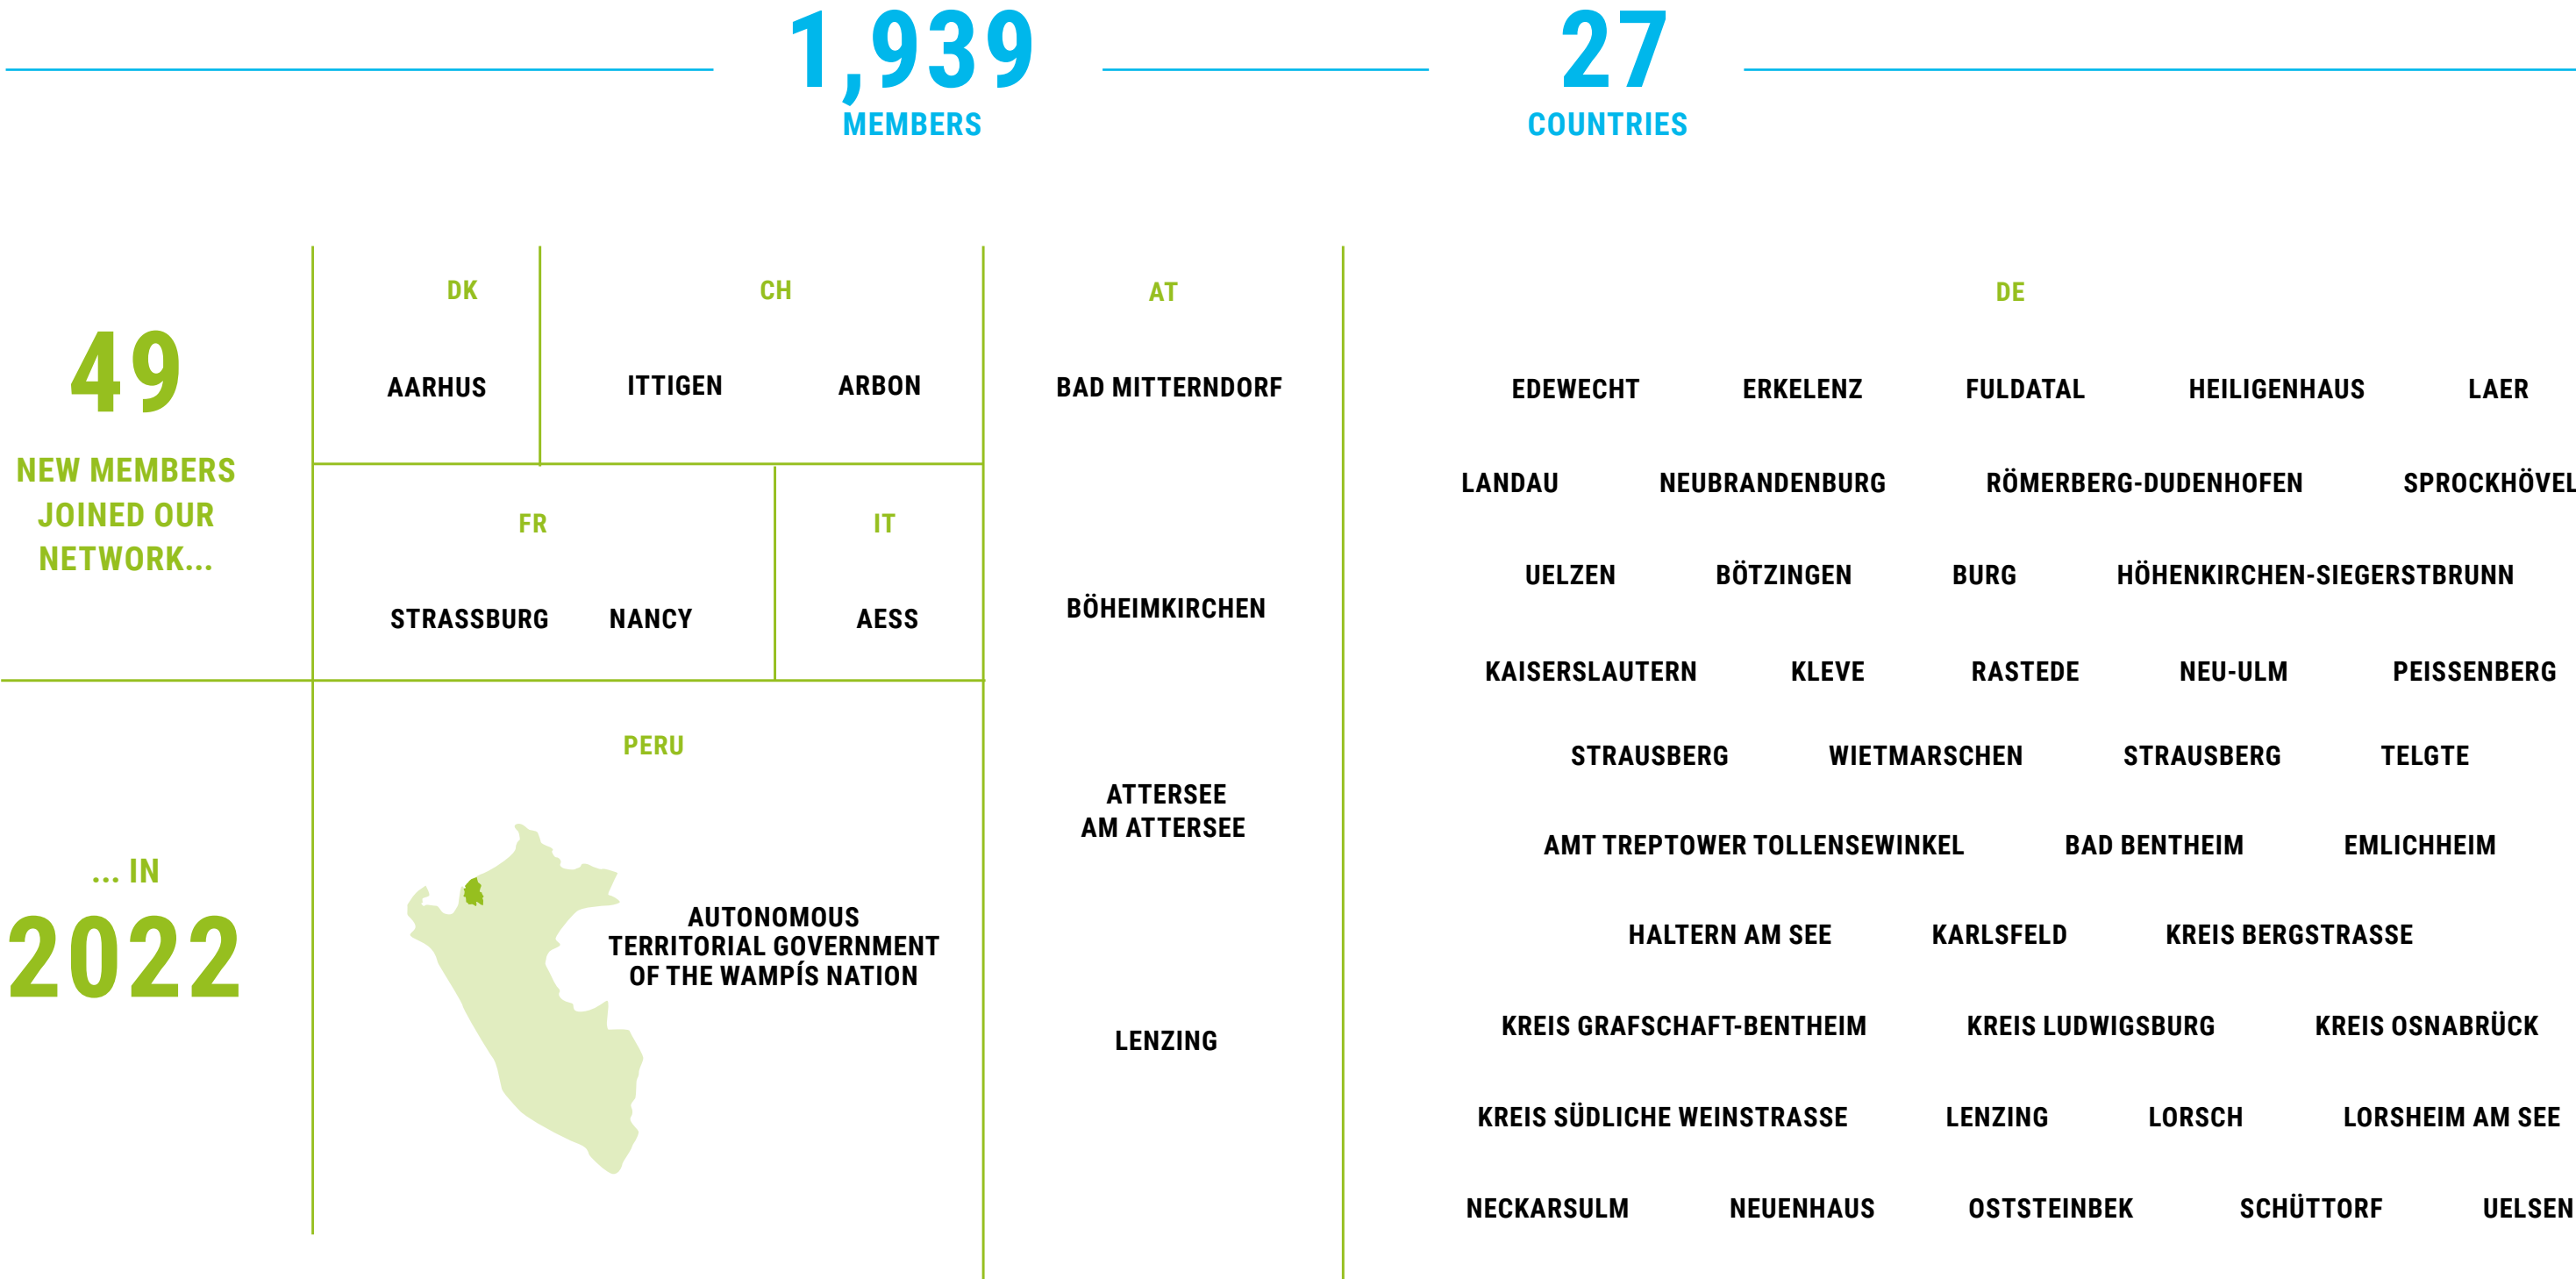 1,939
MEMBERS
27
COUNTRIES
49
NEW MEMBERS
JOINED OUR
NETWORK...
... IN
2022
DK
AARHUS
CH
ITTIGEN ARBON
FR
STRASSBURG NANCY
IT
AESS
PERU
AUTONOMOUS
TERRITORIAL GOVERNMENT
OF THE WAMPÍS NATION
AT
BAD MITTERNDORF
BÖHEIMKIRCHEN
ATTERSEE
AM ATTERSEE
LENZING
DE
EDEWECHT ERKELENZ FULDATAL HEILIGENHAUS LAER
LANDAU NEUBRANDENBURG RÖMERBERG-DUDENHOFEN SPROCKHÖVEL
UELZEN BÖTZINGEN BURG HÖHENKIRCHEN-SIEGERSTBRUNN
KAISERSLAUTERN KLEVE RASTEDE NEU-ULM PEISSENBERG
STRAUSBERG WIETMARSCHEN STRAUSBERG TELGTE
AMT TREPTOWER TOLLENSEWINKEL BAD BENTHEIM EMLICHHEIM
HALTERN AM SEE KARLSFELD KREIS BERGSTRASSE
KREIS GRAFSCHAFT-BENTHEIM KREIS LUDWIGSBURG KREIS OSNABRÜCK
KREIS SÜDLICHE WEINSTRASSE LENZING LORSCH LORSHEIM AM SEE
NECKARSULM NEUENHAUS OSTSTEINBEK SCHÜTTORF UELSEN